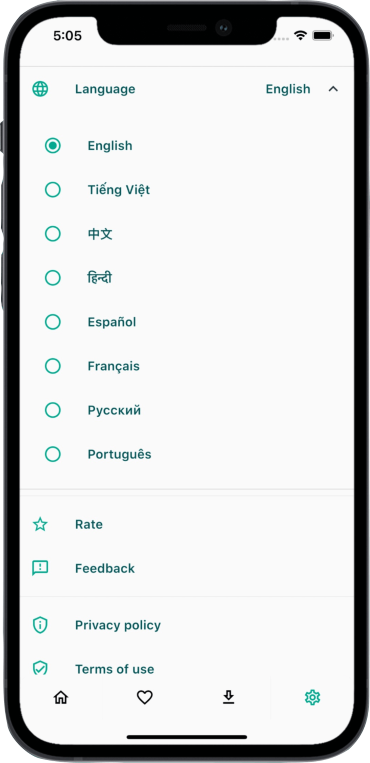 5:05
Language English
English
Tiếng Việt
中文
हिन्दी
Español
Français
Русский
Português
Rate
Feedback
Privacy policy
Terms of use